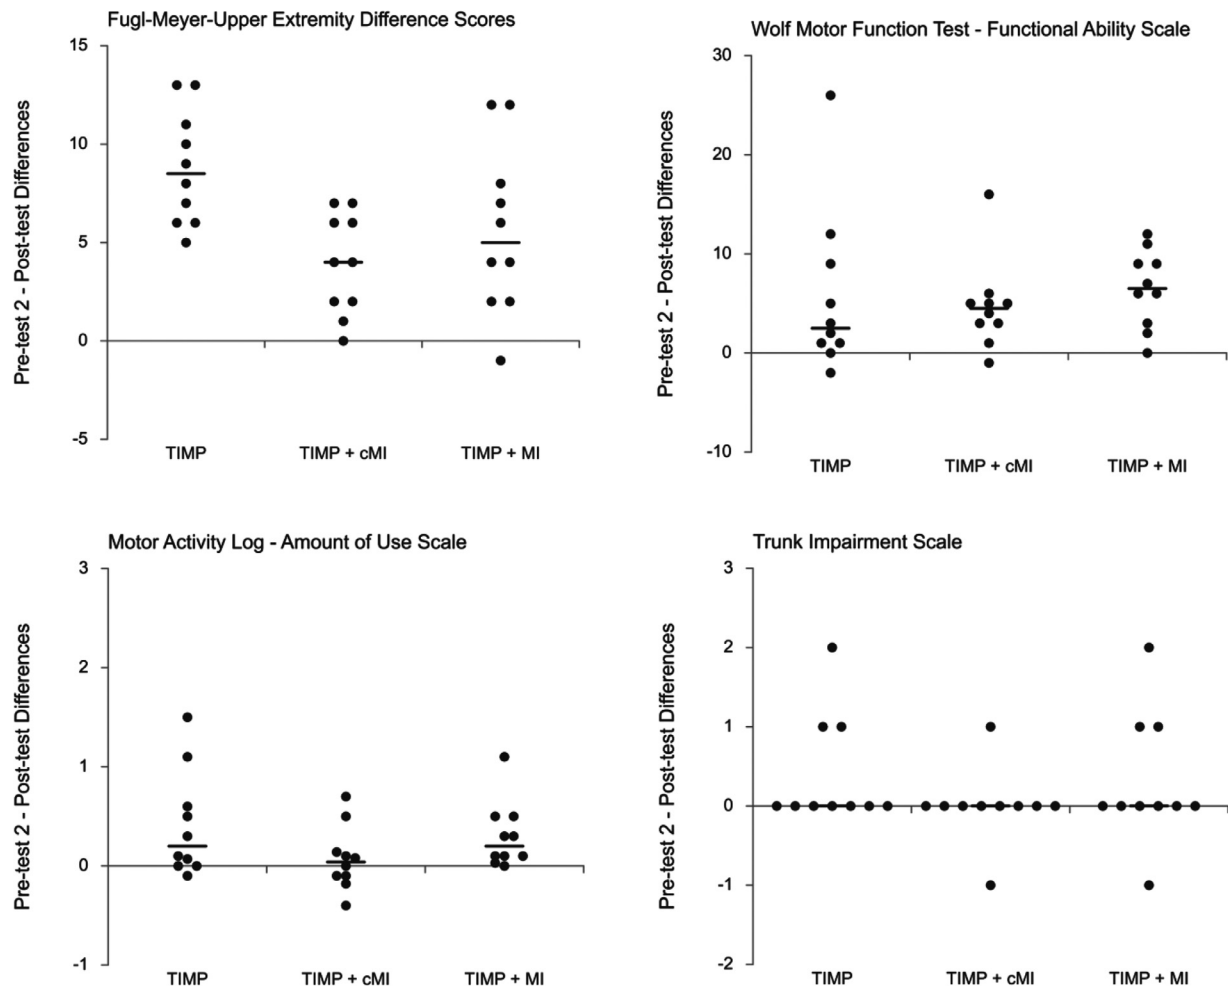 Fugl-Meyer-Upper Extremity Difference Scores
15
10
5
0
-5
Pre-test 2 - Post-test Differences
TIMP
TIMP + cMI
TIMP + MI
Wolf Motor Function Test - Functional Ability Scale
30
20
10
0
-10
Pre-test 2 - Post-test Differences
TIMP
TIMP + cMI
TIMP + MI
Motor Activity Log - Amount of Use Scale
3
2
1
0
-1
Pre-test 2 - Post-test Differences
TIMP
TIMP + cMI
TIMP + MI
Trunk Impairment Scale
3
2
1
0
-1
-2
Pre-test 2 - Post-test Differences
TIMP
TIMP + cMI
TIMP + MI